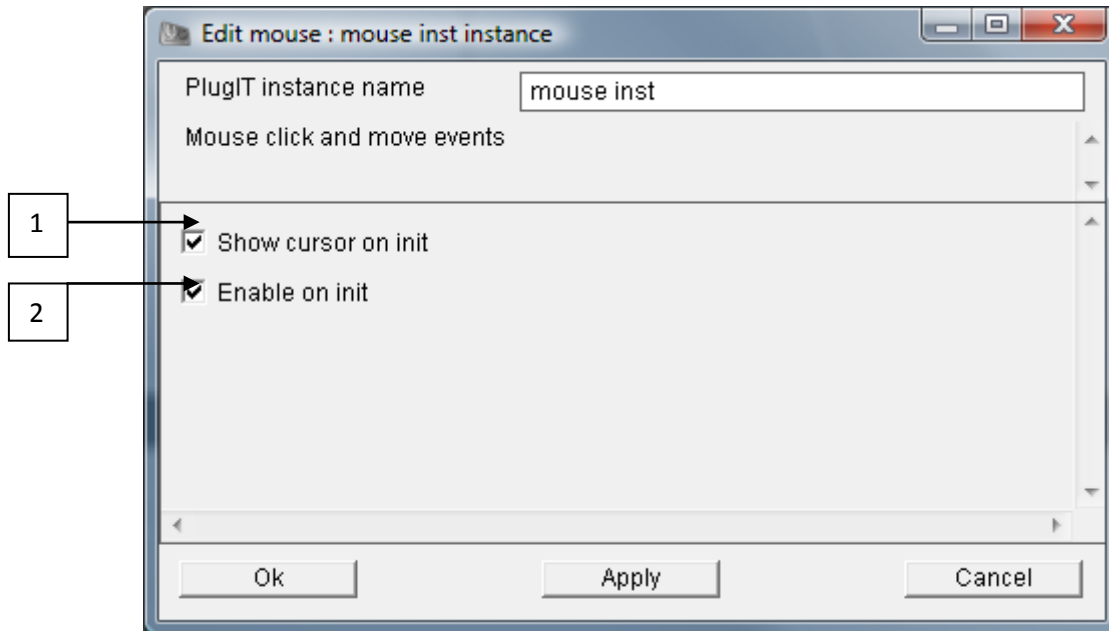 Edit mouse : mouse inst instance
PlugIT instance name
mouse inst
Mouse click and move events
1
Show cursor on init
2
Enable on init
Ok
Apply
Cancel